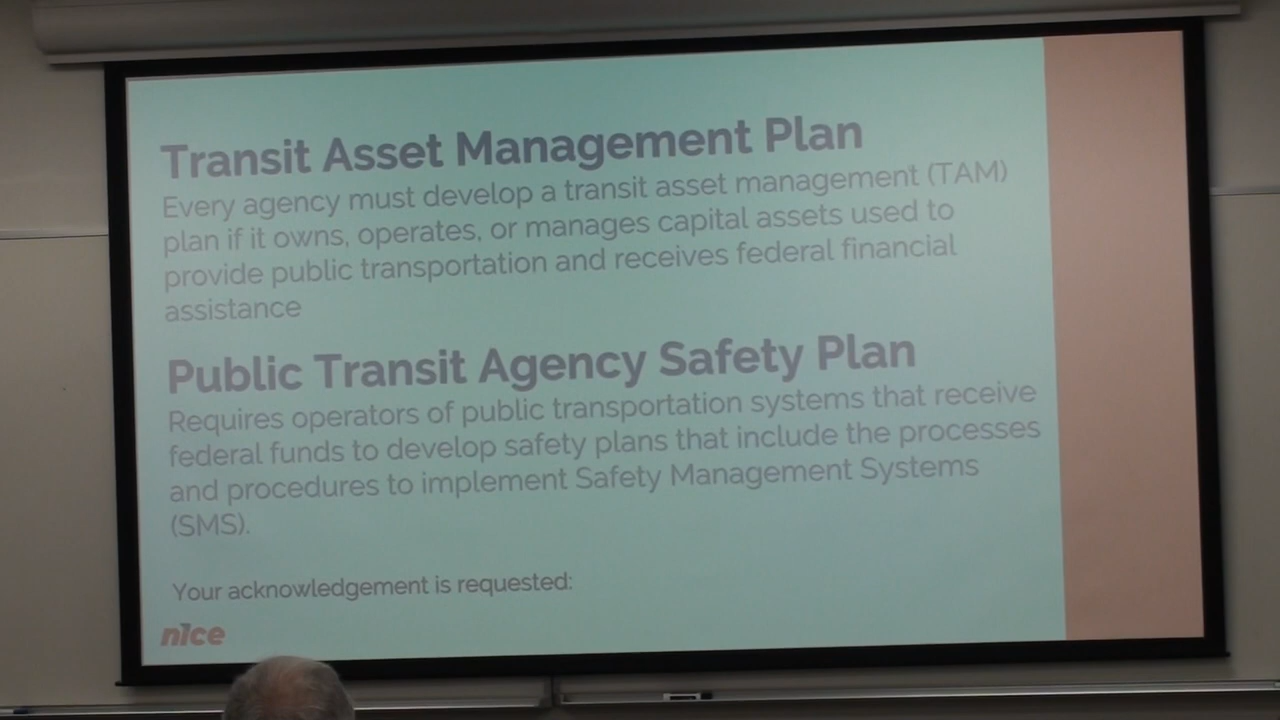 Transit Asset Management Plan
Every agency must develop a transit asset management (TAM)
plan if it owns, operates, or manages capital assets used to
provide public transportation and receives federal financial
assistance
Public Transit Agency Safety Plan
Requires operators of public transportation systems that receive
federal funds to develop safety plans that include the processes
and procedures to implement Safety Management Systems
(SMS).
Your acknowledgement is requested:
nice